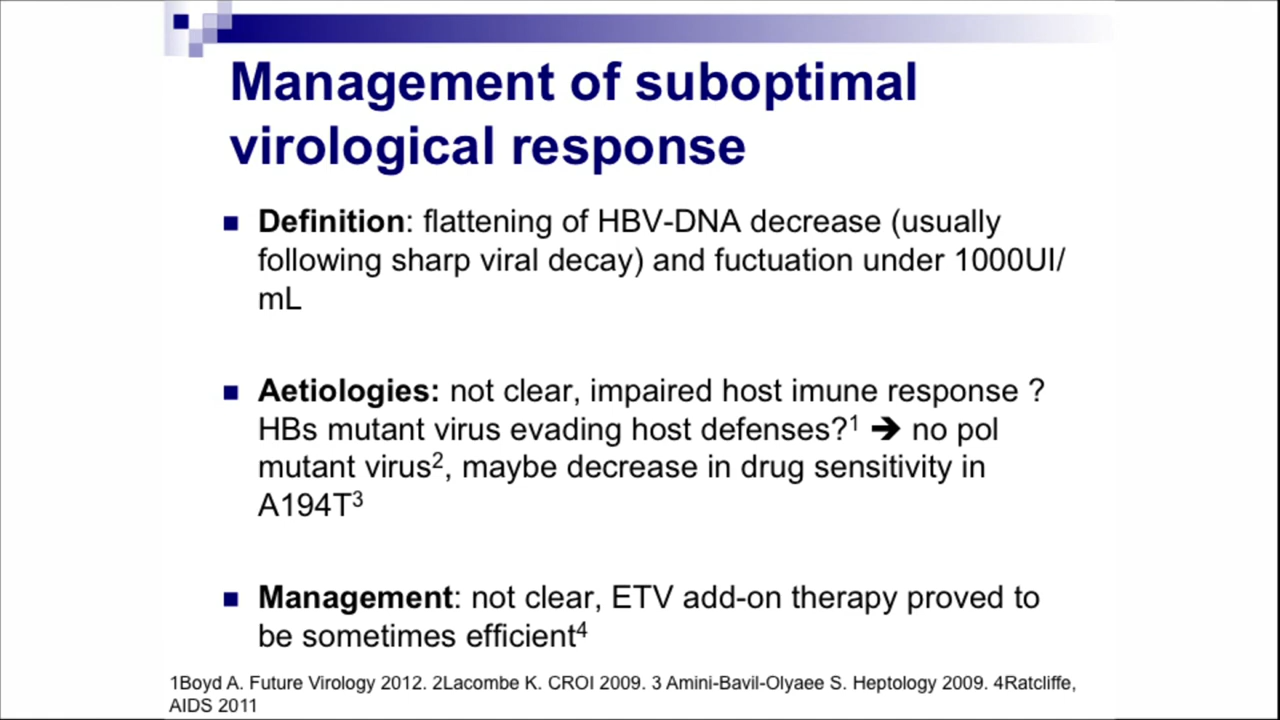 Management of suboptimal
virological response
Definition: flattening of HBV-DNA decrease (usually
following sharp viral decay) and fuctuation under 1000UI/
mL
Aetiologies: not clear, impaired host imune response ?
HBs mutant virus evading host defenses?1 ➔ no pol
mutant virus2, maybe decrease in drug sensitivity in
A194T3
Management: not clear, ETV add-on therapy proved to
be sometimes efficient4
1Boyd A. Future Virology 2012. 2Lacombe K. CROI 2009. 3 Amini-Bavil-Olyaee S. Heptology 2009. 4Ratcliffe,
AIDS 2011